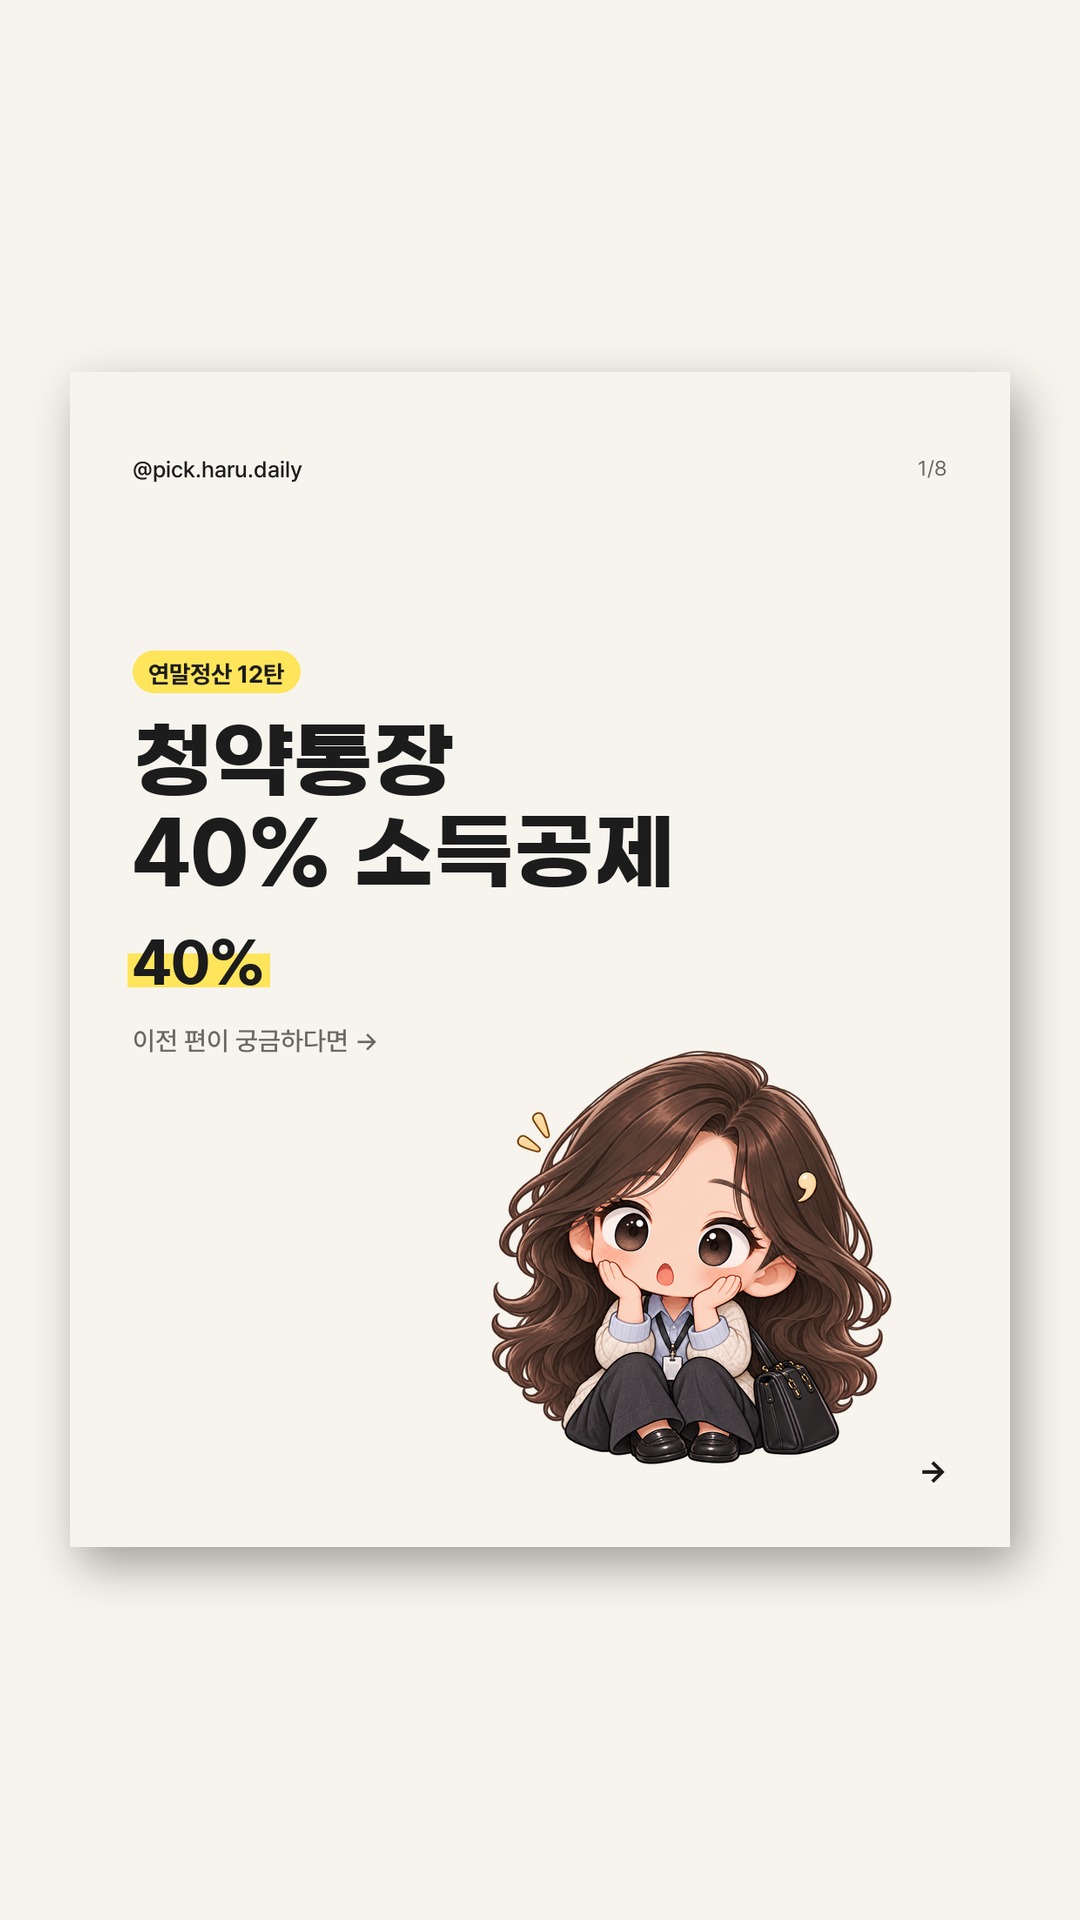 @pick.haru.daily
1/8
연말정산 12탄
청약통장
40% 소득공제
40%
이전 편이 궁금하다면 →
→